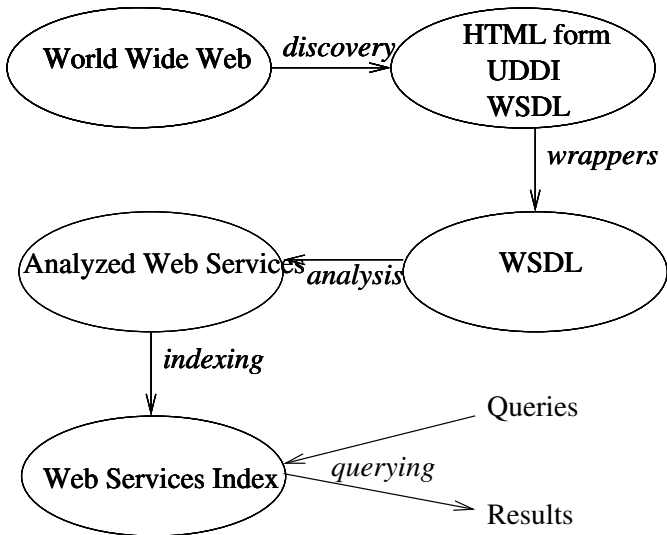 World Wide Web
discovery
HTML form
UDDI
WSDL
wrappers
WSDL
analysis
Analyzed Web Services
indexing
Web Services Index
querying
Queries
Results